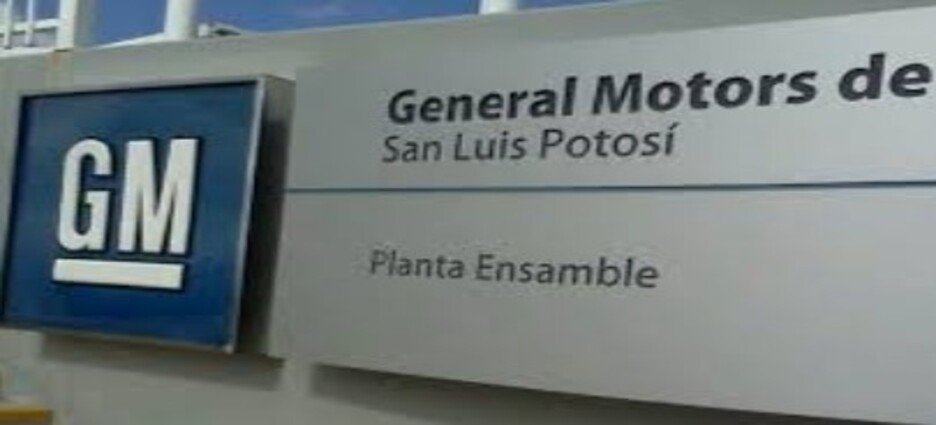 GM
General Motors de
San Luis Potosí
Planta Ensamble